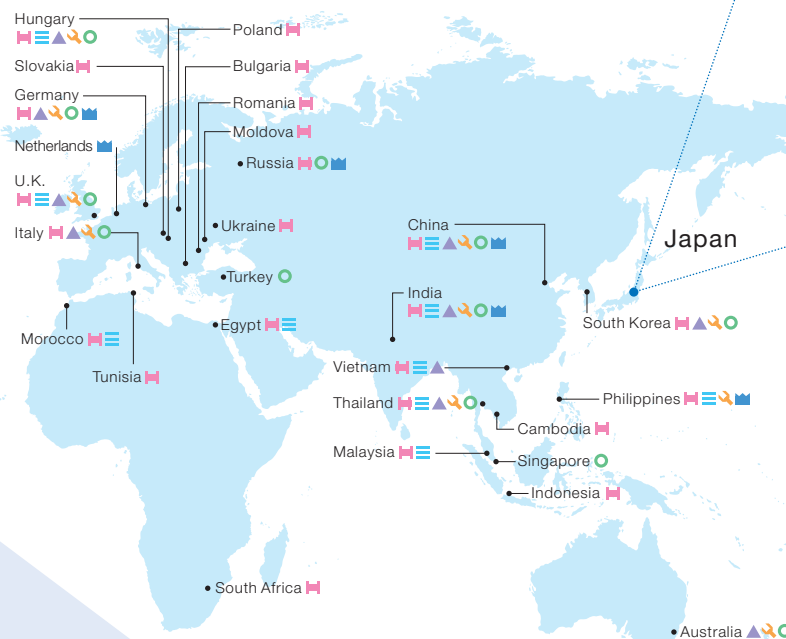 Hungary
Poland
Slovakia
Bulgaria
Germany
Romania
Moldova
Netherlands
Russia
U.K.
Ukraine
China
Italy
Japan
Turkey
India
Egypt
South Korea
Morocco
Vietnam
Tunisia
Thailand
Philippines
Cambodia
Malaysia
Singapore
Indonesia
South Africa
Australia